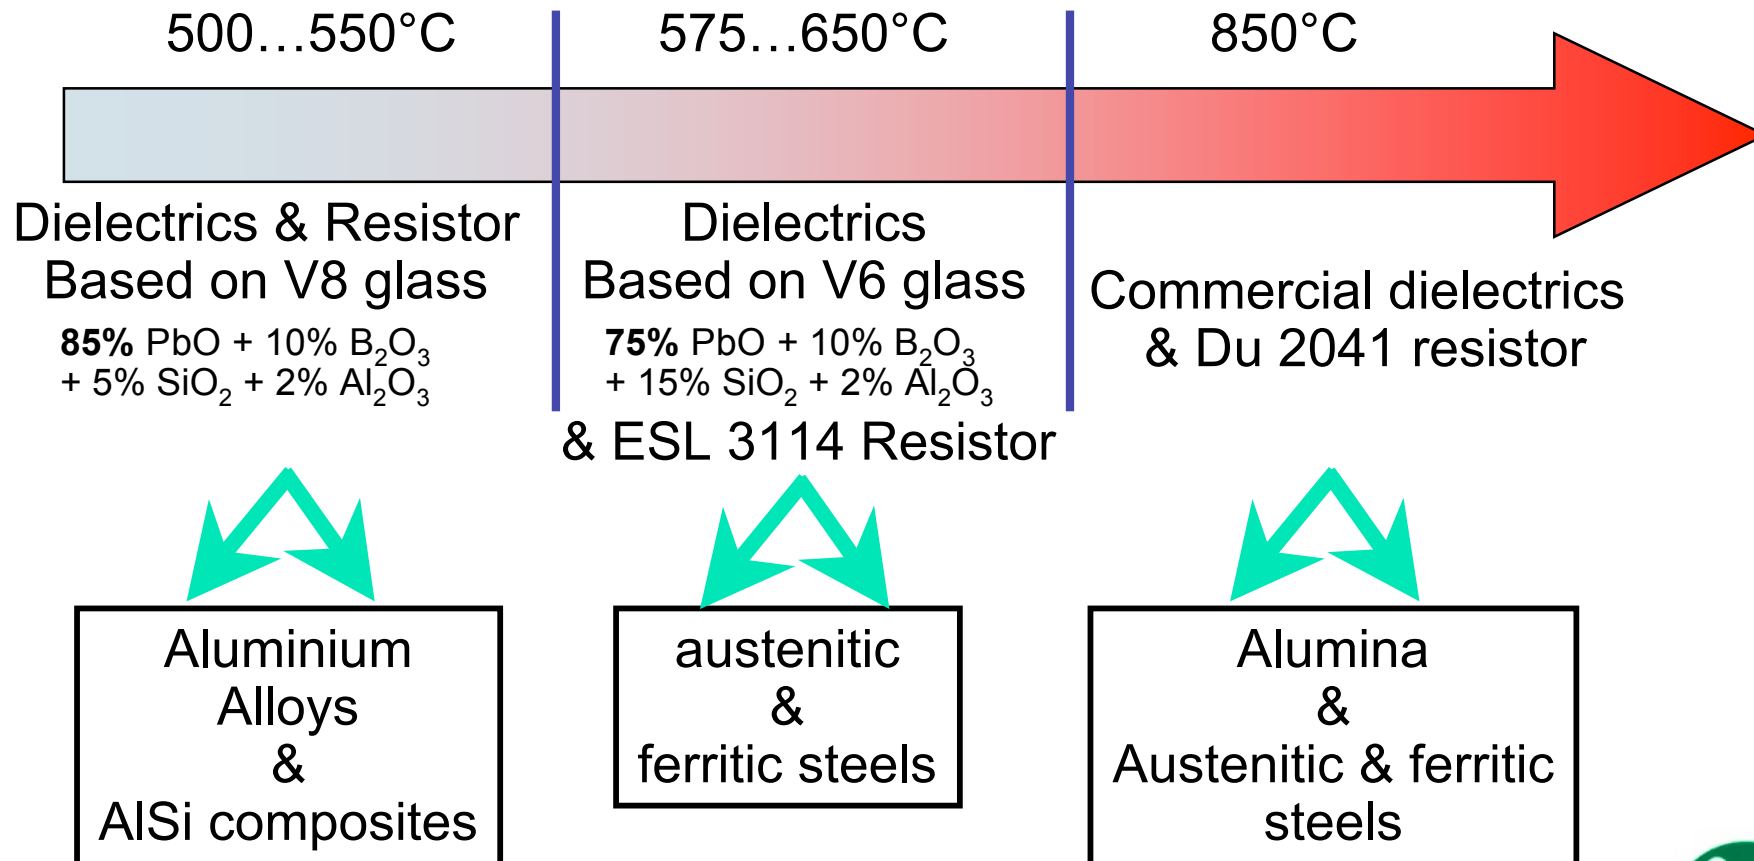 500…550°C
575…650°C
850°C
Dielectrics & Resistor
Based on V8 glass
85% PbO + 10% B₂O₃
+ 5% SiO₂ + 2% Al₂O₃
Dielectrics
Based on V6 glass
75% PbO + 10% B₂O₃
+ 15% SiO₂ + 2% Al₂O₃
& ESL 3114 Resistor
Commercial dielectrics
& Du 2041 resistor
Aluminium
Alloys
&
AlSi composites
austenitic
&
ferritic steels
Alumina
&
Austenitic & ferritic
steels